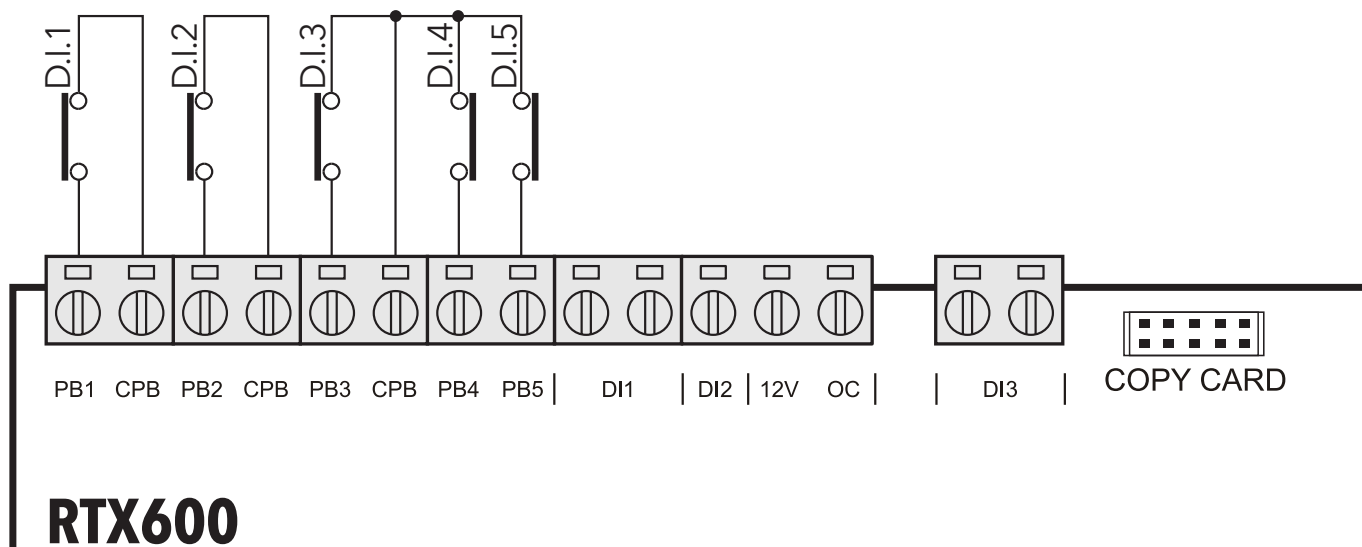 D.I.1 D.I.2 D.I.3 D.I.4 D.I.5
PB1 CPB PB2 CPB PB3 CPB PB4 PB5 DI1 DI2 12V OC DI3
COPY CARD
RTX600